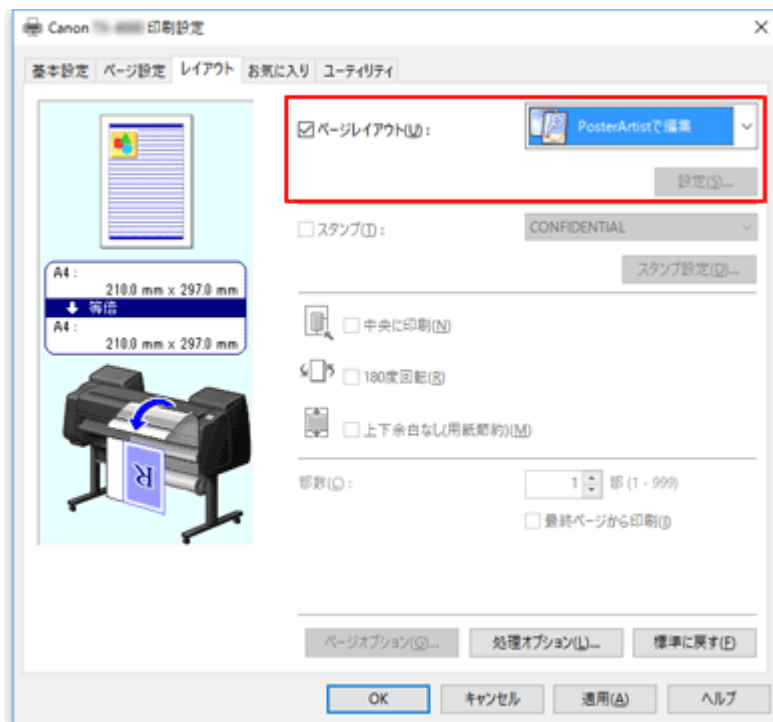 Canon 印刷設定
基本設定 ページ設定 レイアウト お気に入り ユーティリティ
ページレイアウト(U) : PosterArtistで編集
設定(S)...
スタンプ(T) : CONFIDENTIAL
スタンプ設定(D)...
A4 :
210.0 mm x 297.0 mm
等倍
A4 :
210.0 mm x 297.0 mm
中央に印刷(N)
180度回転(R)
上下余白なし(用紙節約)(M)
R
部数(C) : 1 部 (1 - 999)
最終ページから印刷(I)
ページオプション(G)... 処理オプション(L)... 標準に戻す(F)
OK キャンセル 適用(A) ヘルプ